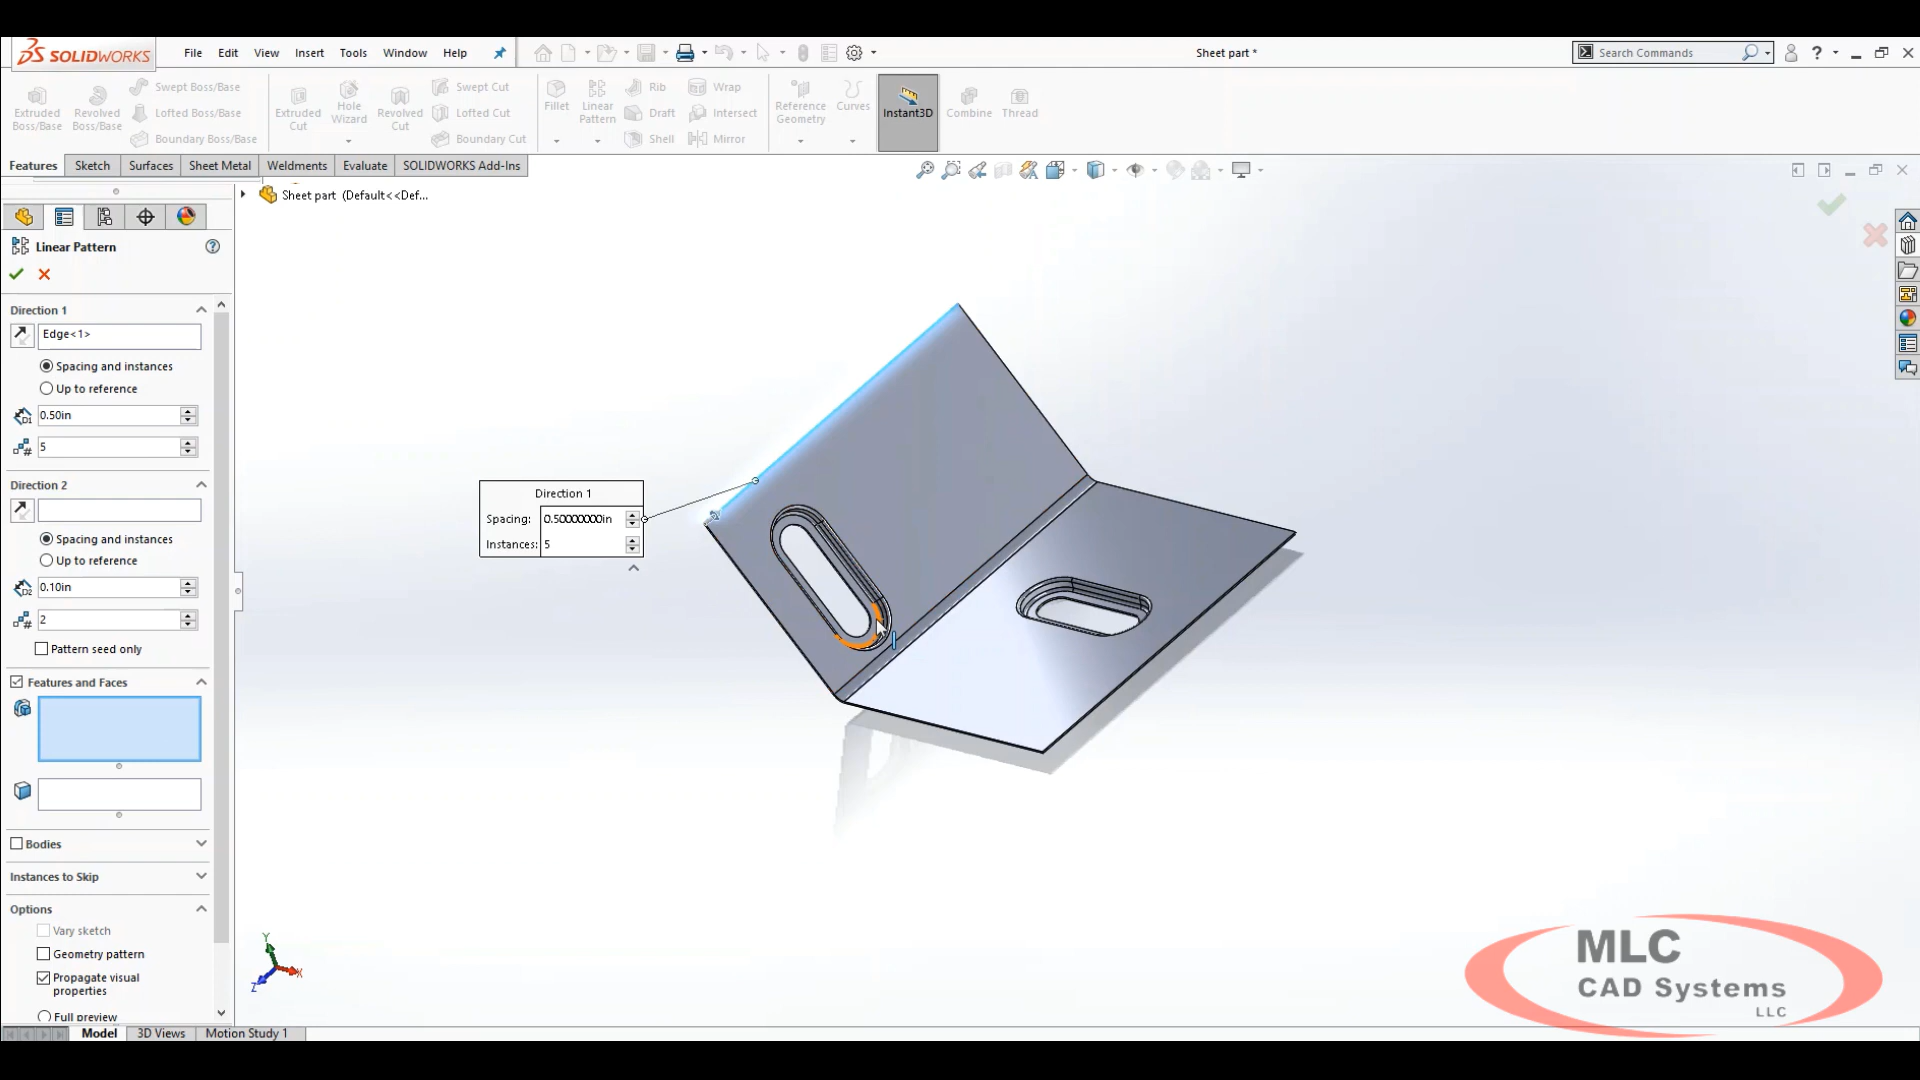 SOLIDWORKS
File Edit View Insert Tools Window Help
Sheet part *
Search Commands
Extruded Boss/Base
Revolved Boss/Base
Swept Boss/Base
Lofted Boss/Base
Boundary Boss/Base
Extruded Cut
Hole Wizard
Revolved Cut
Swept Cut
Lofted Cut
Boundary Cut
Fillet
Linear Pattern
Rib
Draft
Shell
Wrap
Intersect
Mirror
Reference Geometry
Curves
Instant3D
Combine
Thread
Features Sketch Surfaces Sheet Metal Weldments Evaluate SOLIDWORKS Add-Ins
Sheet part (Default<<Def...
Linear Pattern
Direction 1
Edge<1>
Spacing and instances
Up to reference
D1 0.50in
# 5
Direction 2
Spacing and instances
Up to reference
D2 0.10in
# 2
Pattern seed only
Features and Faces
Bodies
Instances to Skip
Options
Vary sketch
Geometry pattern
Propagate visual
properties
Full preview
Direction 1
Spacing: 0.50000000in
Instances: 5
Y
X
Z
MLC
CAD Systems
LLC
Model 3D Views Motion Study 1